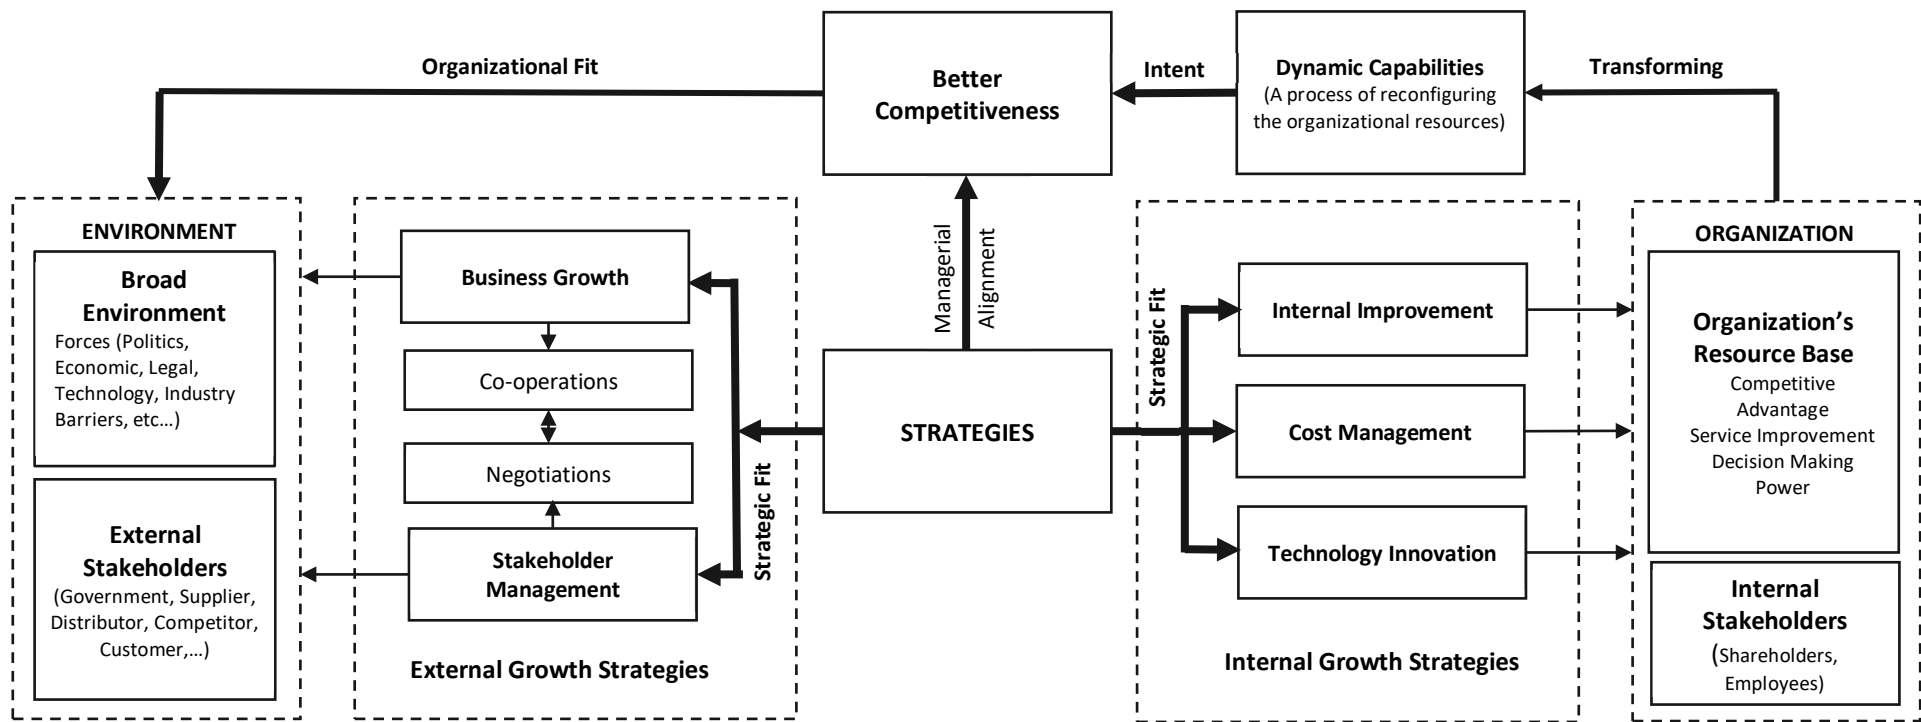 Organizational Fit
Better
Competitiveness
Intent
Dynamic Capabilities
(A process of reconfiguring
the organizational resources)
Transforming
ENVIRONMENT
Broad
Environment
Forces (Politics,
Economic, Legal,
Technology, Industry
Barriers, etc...)
External
Stakeholders
(Government, Supplier,
Distributor, Competitor,
Customer,...)
Business Growth
Co-operations
Negotiations
Stakeholder
Management
External Growth Strategies
Strategic Fit
Managerial
Alignment
STRATEGIES
Strategic Fit
Internal Improvement
Cost Management
Technology Innovation
Internal Growth Strategies
ORGANIZATION
Organization’s
Resource Base
Competitive
Advantage
Service Improvement
Decision Making
Power
Internal
Stakeholders
(Shareholders,
Employees)